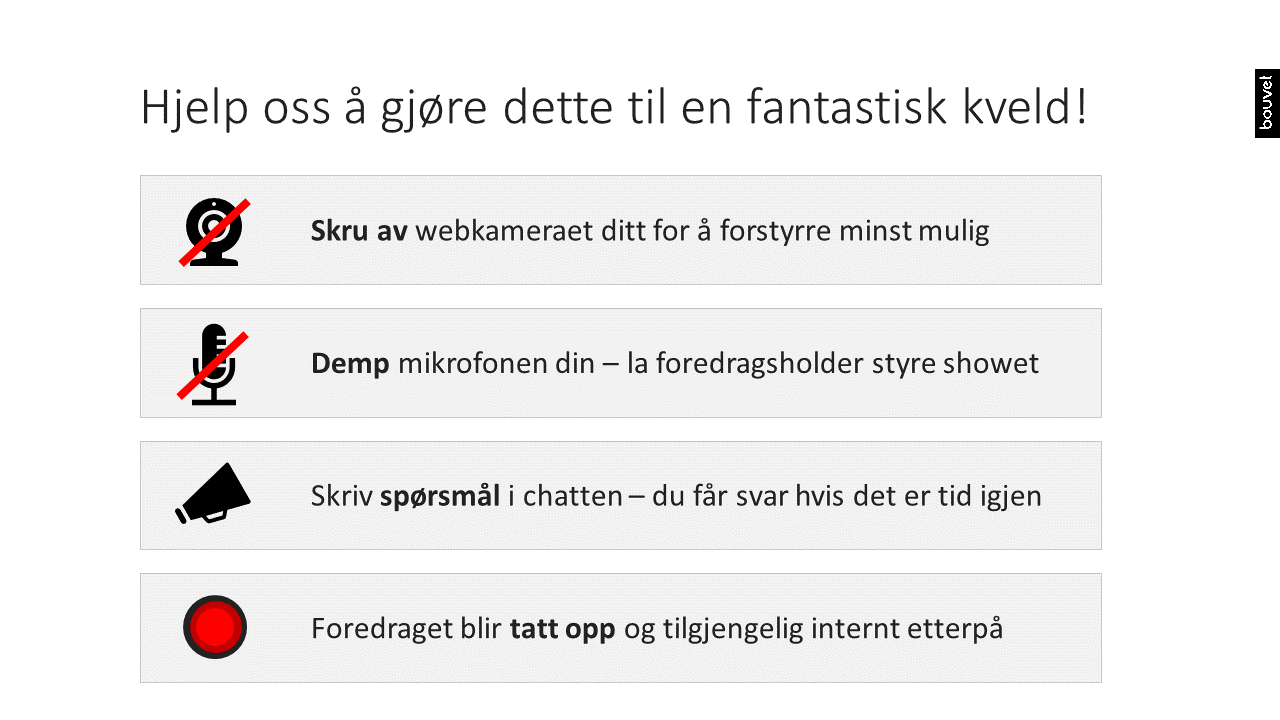 Hjelp oss å gjøre dette til en fantastisk kveld!
bouvet
Skru av webkameraet ditt for å forstyrre minst mulig
Demp mikrofonen din – la foredragsholder styre showet
Skriv spørsmål i chatten – du får svar hvis det er tid igjen
Foredraget blir tatt opp og tilgjengelig internt etterpå